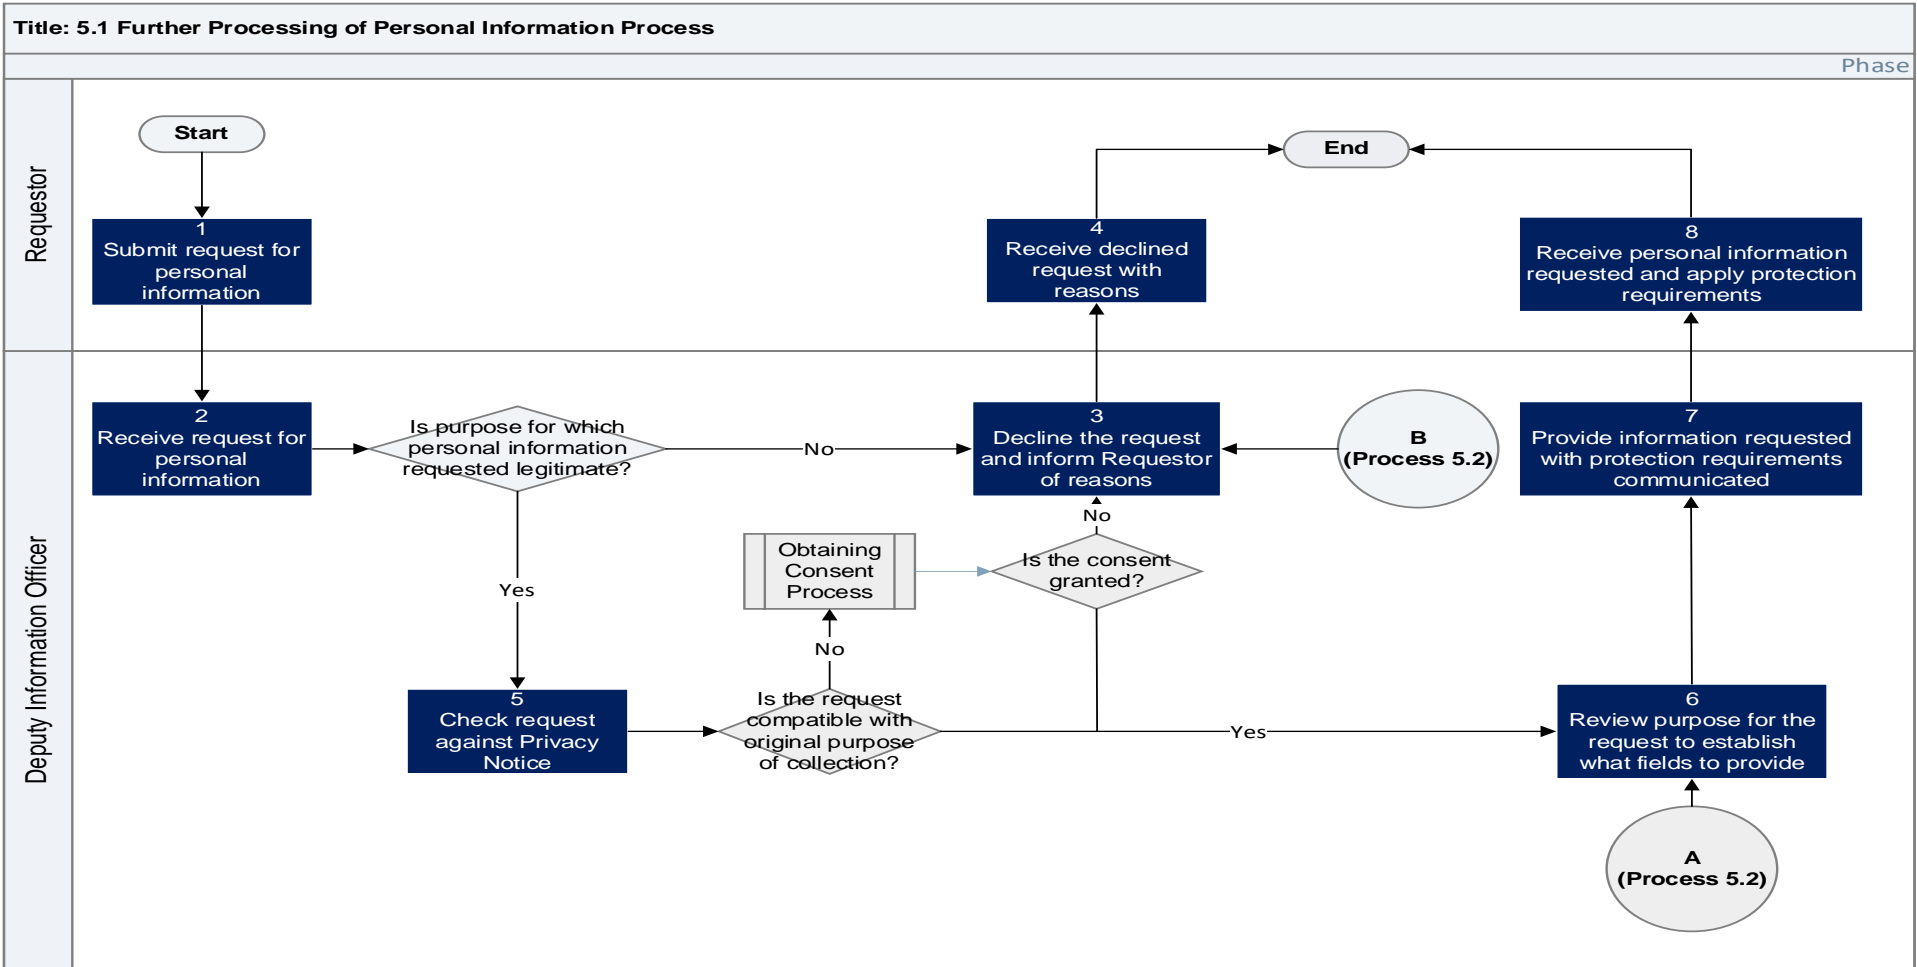 Title: 5.1 Further Processing of Personal Information Process
Phase
Requestor
Start
1
Submit request for
personal
information
End
4
Receive declined
request with
reasons
8
Receive personal information
requested and apply protection
requirements
Deputy Information Officer
2
Receive request for
personal
information
Is purpose for which
personal information
requested legitimate?
No
3
Decline the request
and inform Requestor
of reasons
B
(Process 5.2)
7
Provide information requested
with protection requirements
communicated
No
Obtaining
Consent
Process
Is the consent
granted?
Yes
No
5
Check request
against Privacy
Notice
Is the request
compatible with
original purpose
of collection?
Yes
6
Review purpose for the
request to establish
what fields to provide
A
(Process 5.2)